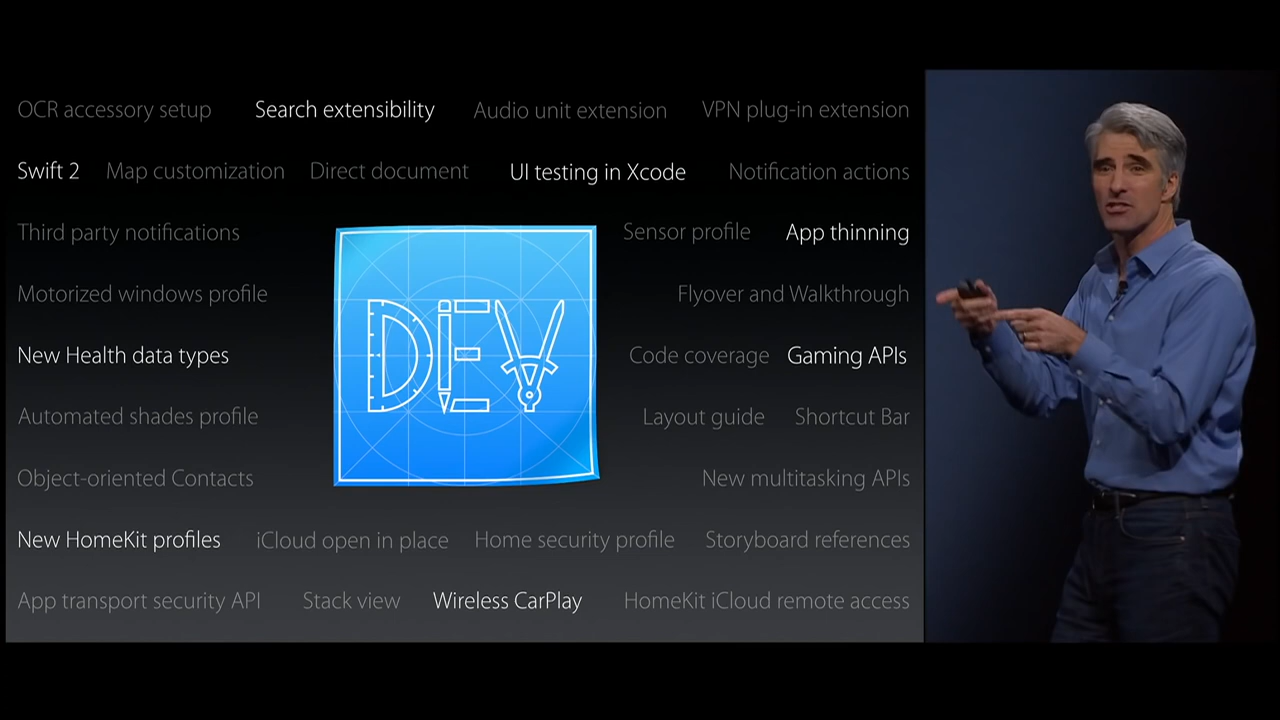 OCR accessory setup Search extensibility Audio unit extension VPN plug-in extension
Swift 2 Map customization Direct document UI testing in Xcode Notification actions
Third party notifications Sensor profile App thinning
Motorized windows profile Flyover and Walkthrough
DEV
New Health data types Code coverage Gaming APIs
Automated shades profile Layout guide Shortcut Bar
Object-oriented Contacts New multitasking APIs
New HomeKit profiles iCloud open in place Home security profile Storyboard references
App transport security API Stack view Wireless CarPlay HomeKit iCloud remote access